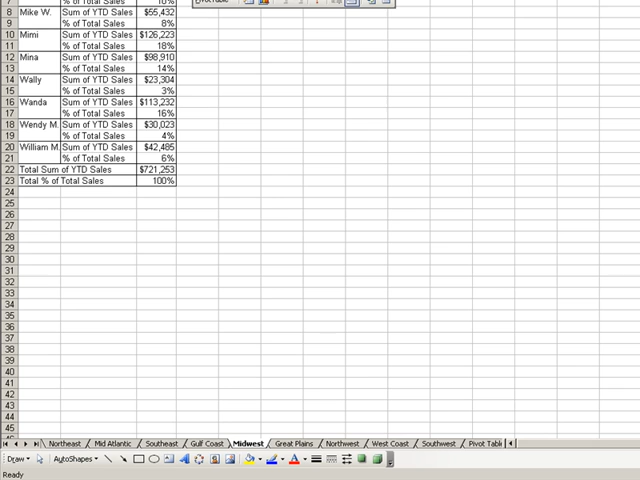 7 % of Total Sales 10%
8 Mike W. Sum of YTD Sales $55,432
9 % of Total Sales 8%
10 Mimi Sum of YTD Sales $126,223
11 % of Total Sales 18%
12 Mina Sum of YTD Sales $98,910
13 % of Total Sales 14%
14 Wally Sum of YTD Sales $23,304
15 % of Total Sales 3%
16 Wanda Sum of YTD Sales $113,232
17 % of Total Sales 16%
18 Wendy M. Sum of YTD Sales $30,023
19 % of Total Sales 4%
20 William M. Sum of YTD Sales $42,485
21 % of Total Sales 6%
22 Total Sum of YTD Sales $721,253
23 Total % of Total Sales 100%
24
25
26
27
28
29
30
31
32
33
34
35
36
37
38
39
40
41
42
43
44
45
Northeast Mid Atlantic Southeast Gulf Coast Midwest Great Plains Northwest West Coast Southwest Pivot Tabl
Draw AutoShapes
Ready